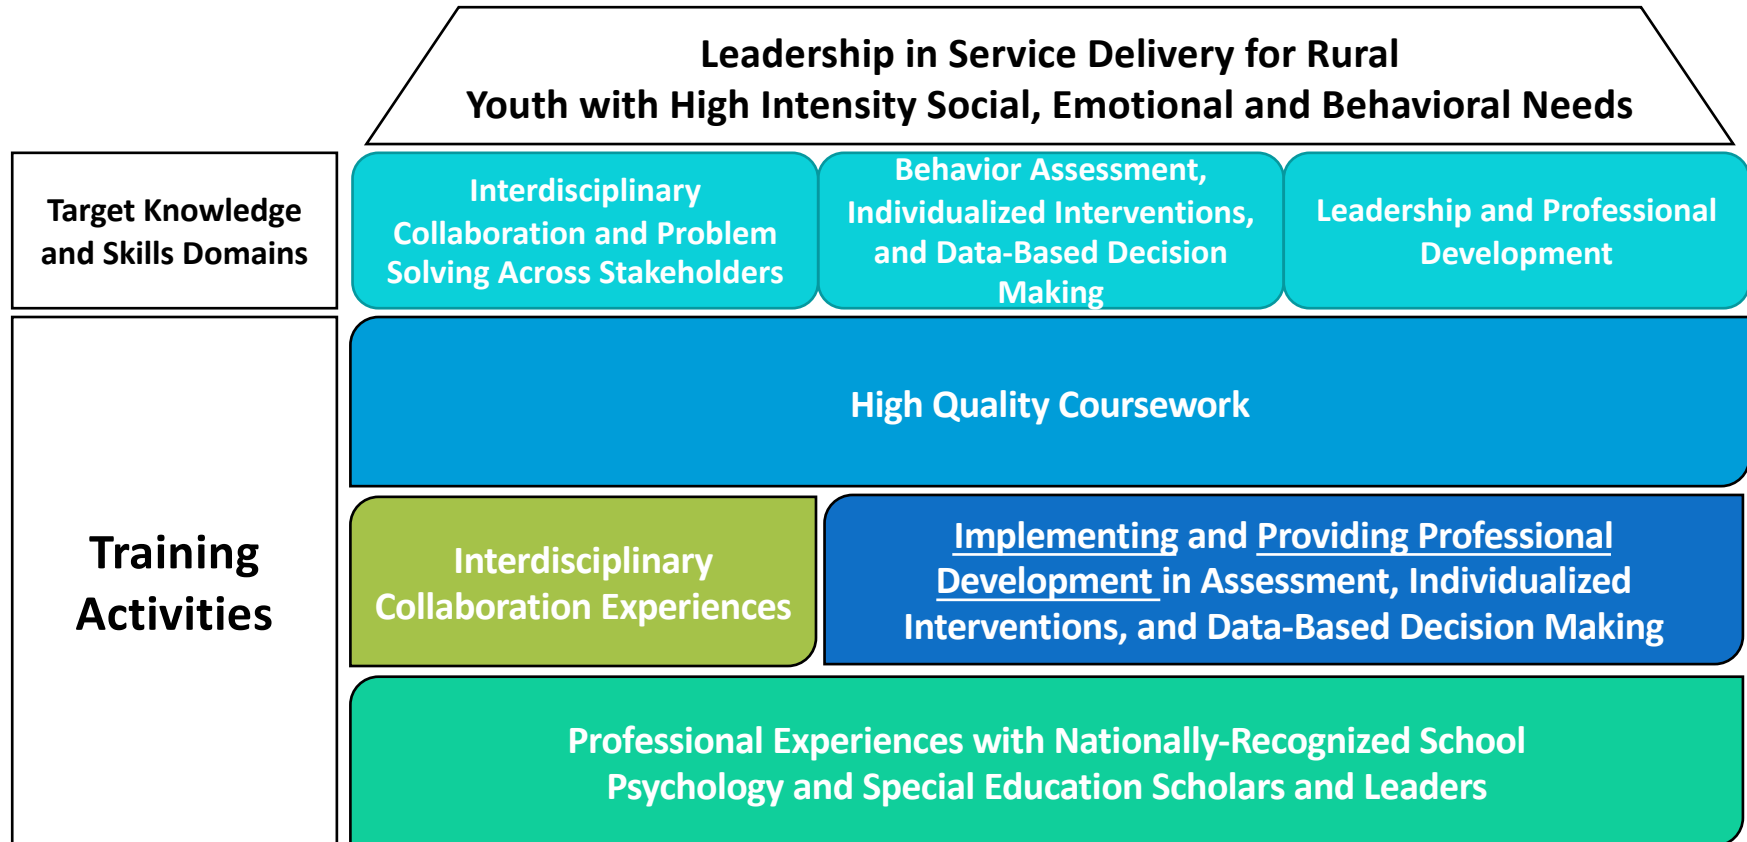 Leadership in Service Delivery for Rural
Youth with High Intensity Social, Emotional and Behavioral Needs
Target Knowledge
and Skills Domains
Interdisciplinary
Collaboration and Problem
Solving Across Stakeholders
Behavior Assessment,
Individualized Interventions,
and Data-Based Decision
Making
Leadership and Professional
Development
Training
Activities
High Quality Coursework
Interdisciplinary
Collaboration Experiences
Implementing and Providing Professional
Development in Assessment, Individualized
Interventions, and Data-Based Decision Making
Professional Experiences with Nationally-Recognized School
Psychology and Special Education Scholars and Leaders